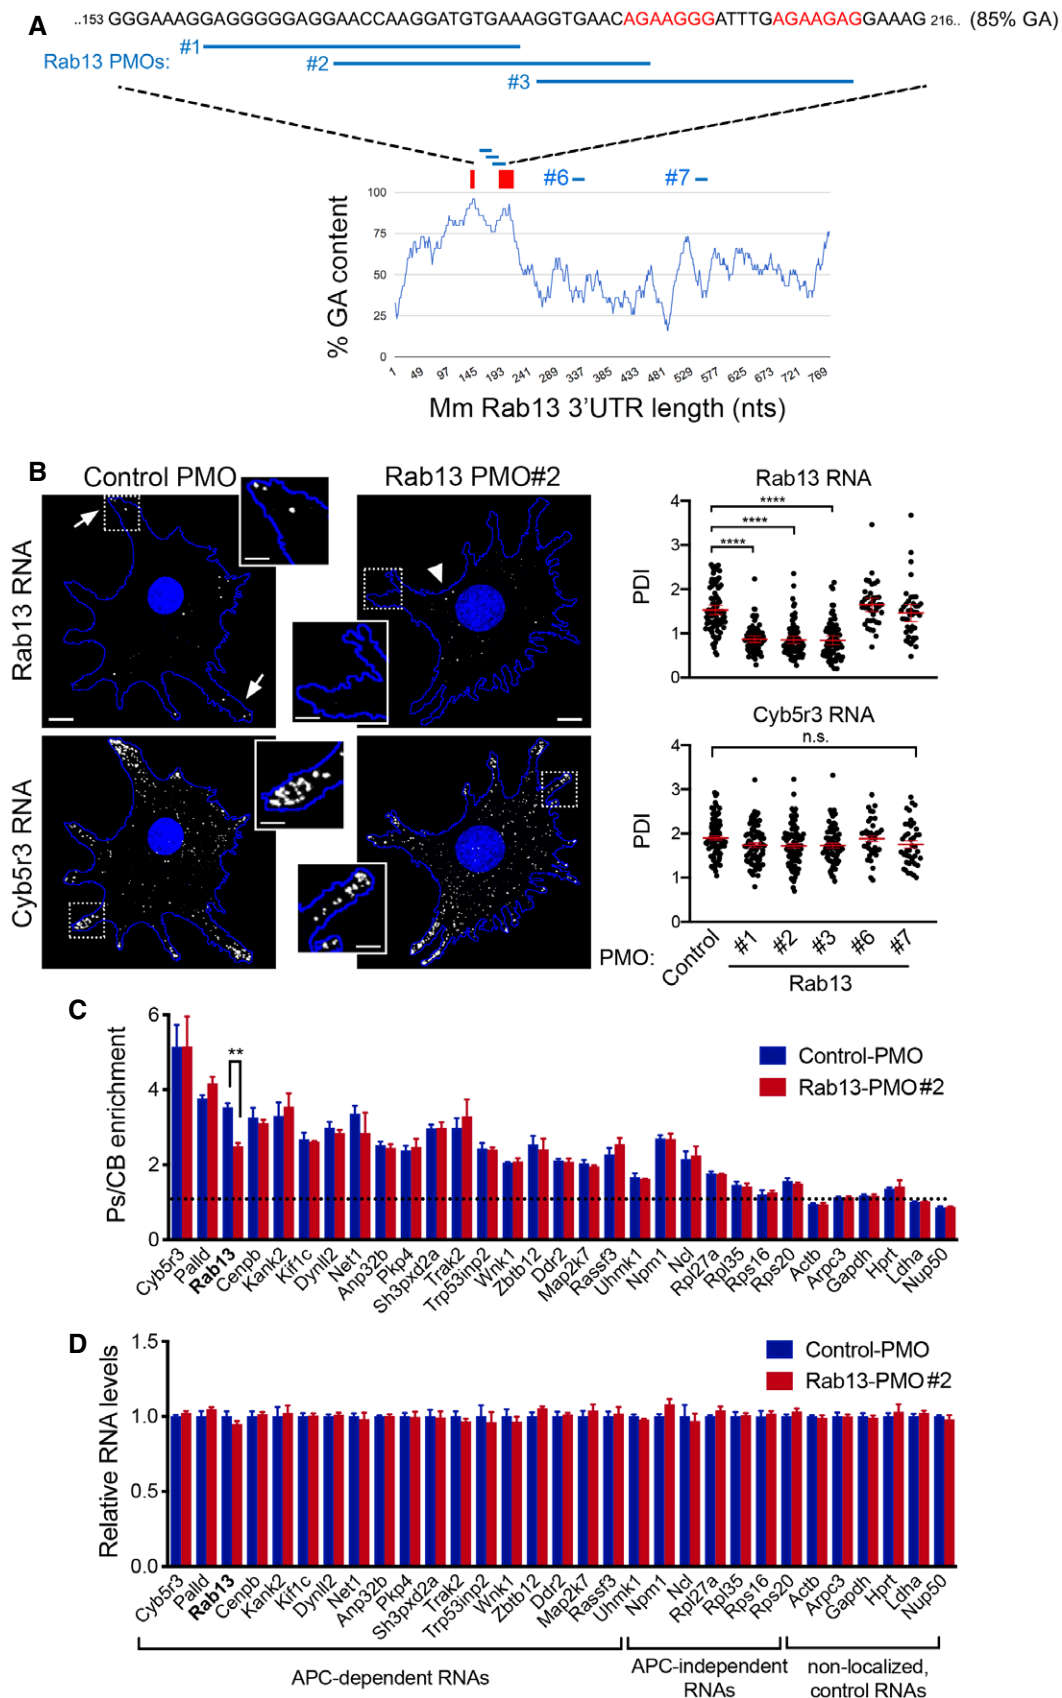 A
..153 GGGAAAGGAGGGGGAGGAACCAAGGATGTGAAAGGTGAACAGAAGGGATTTGAGAAGAGGAAAG 216.. (85% GA)
Rab13 PMOs:
#1
#2
#3
#6
#7
% GA content
100
75
50
25
0
1 49 97 145 193 241 289 337 385 433 481 529 577 625 673 721 769
Mm Rab13 3'UTR length (nts)
B
Control PMO
Rab13 PMO#2
Rab13 RNA
Cyb5r3 RNA
Rab13 RNA
PDI
4
3
2
1
0
****
****
****
Cyb5r3 RNA
n.s.
PDI
4
3
2
1
0
PMO:
Control #1 #2 #3 #6 #7
Rab13
C
Ps/CB enrichment
6
4
2
0
**
Control-PMO
Rab13-PMO#2
Cyb5r3 Palld Rab13 Cenpb Kank2 Kif1c Dynll2 Net1 Anp32b Pkp4 Sh3pxd2a Trak2 Trp53inp2 Wnk1 Zbtb12 Ddr2 Map2k7 Rassf3 Uhmk1 Npm1 Ncl Rpl27a Rpl35 Rps16 Rps20 Actb Arpc3 Gapdh Hprt Ldha Nup50
D
Relative RNA levels
1.5
1.0
0.5
0.0
Control-PMO
Rab13-PMO#2
Cyb5r3 Palld Rab13 Cenpb Kank2 Kif1c Dynll2 Net1 Anp32b Pkp4 Sh3pxd2a Trak2 Trp53inp2 Wnk1 Zbtb12 Ddr2 Map2k7 Rassf3 Uhmk1 Npm1 Ncl Rpl27a Rpl35 Rps16 Rps20 Actb Arpc3 Gapdh Hprt Ldha Nup50
APC-dependent RNAs
APC-independent
RNAs
non-localized,
control RNAs